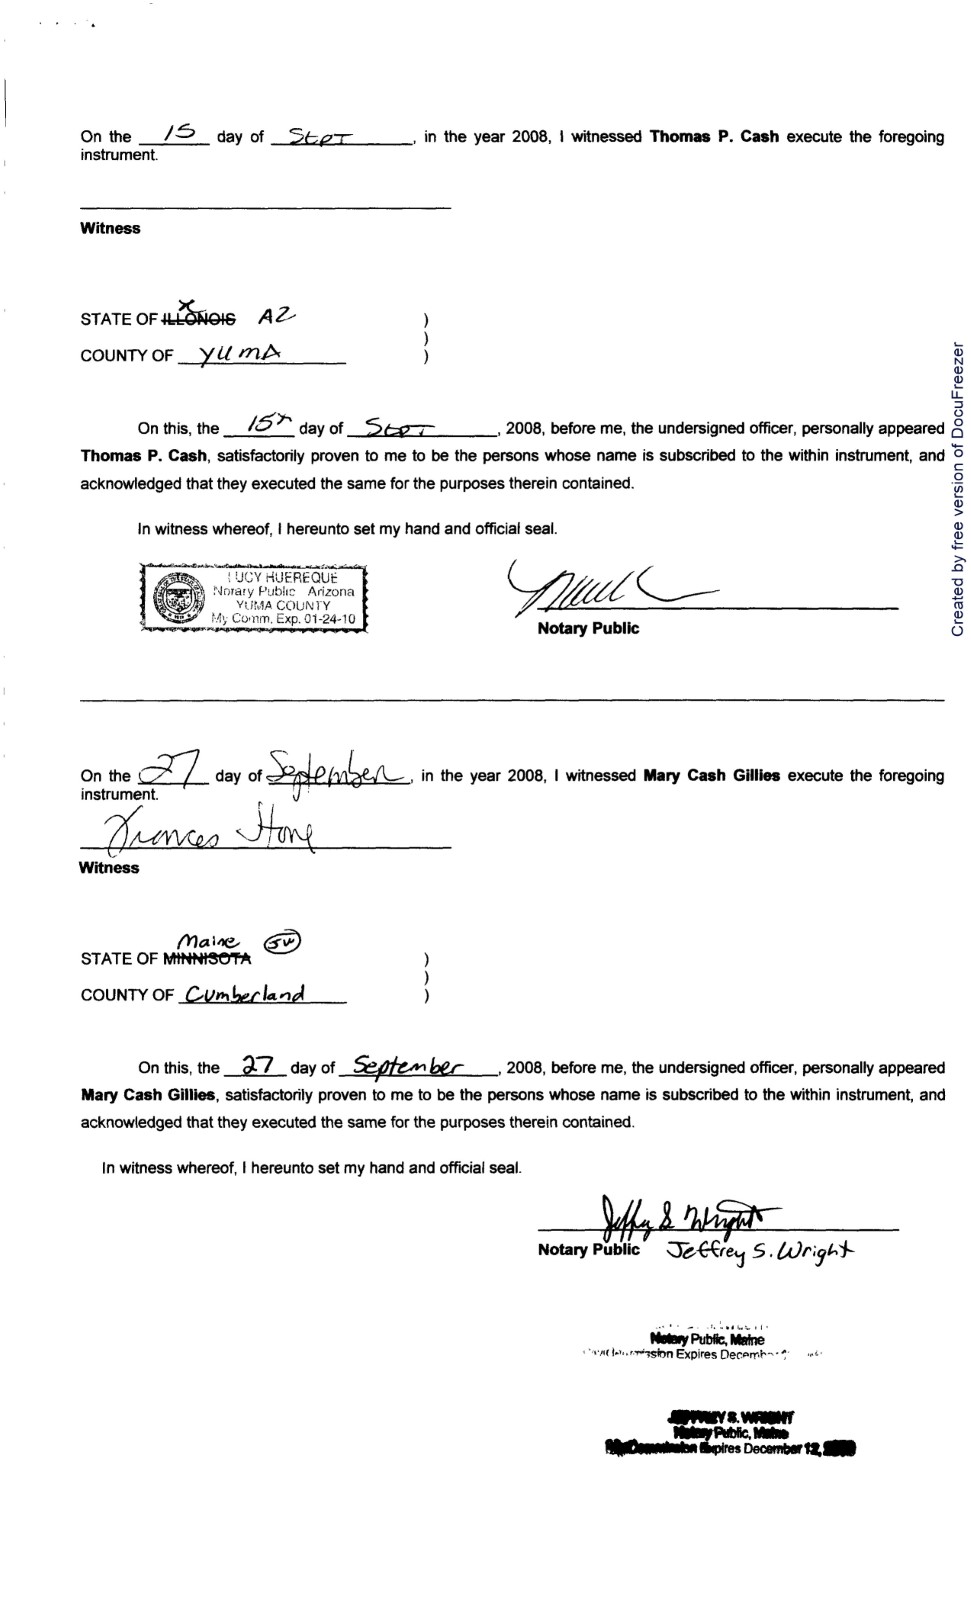 On the 15 day of Sept, in the year 2008, I witnessed Thomas P. Cash execute the foregoing
instrument.
Witness
STATE OF ILLONOIS AZ )
)
COUNTY OF YUMA )
On this, the 15th day of Sept, 2008, before me, the undersigned officer, personally appeared
Thomas P. Cash, satisfactorily proven to me to be the persons whose name is subscribed to the within instrument, and
acknowledged that they executed the same for the purposes therein contained.
In witness whereof, I hereunto set my hand and official seal.
LUCY HUEREQUE
Notary Public Arizona
YUMA COUNTY
My Comm. Exp. 01-24-10
Notary Public
On the 27 day of September, in the year 2008, I witnessed Mary Cash Gillies execute the foregoing
instrument.
Frances
Witness
Maine SW
STATE OF MINNISOTA )
)
COUNTY OF Cumberland )
On this, the 27 day of September, 2008, before me, the undersigned officer, personally appeared
Mary Cash Gillies, satisfactorily proven to me to be the persons whose name is subscribed to the within instrument, and
acknowledged that they executed the same for the purposes therein contained.
In witness whereof, I hereunto set my hand and official seal.
Jeffrey S Wright
Notary Public Jeffrey S. Wright
Notary Public, Maine
Expires December
JEFFREY S. WRIGHT
Notary Public, Maine
My Commission Expires December 12,
Created by free version of DocuFreezer